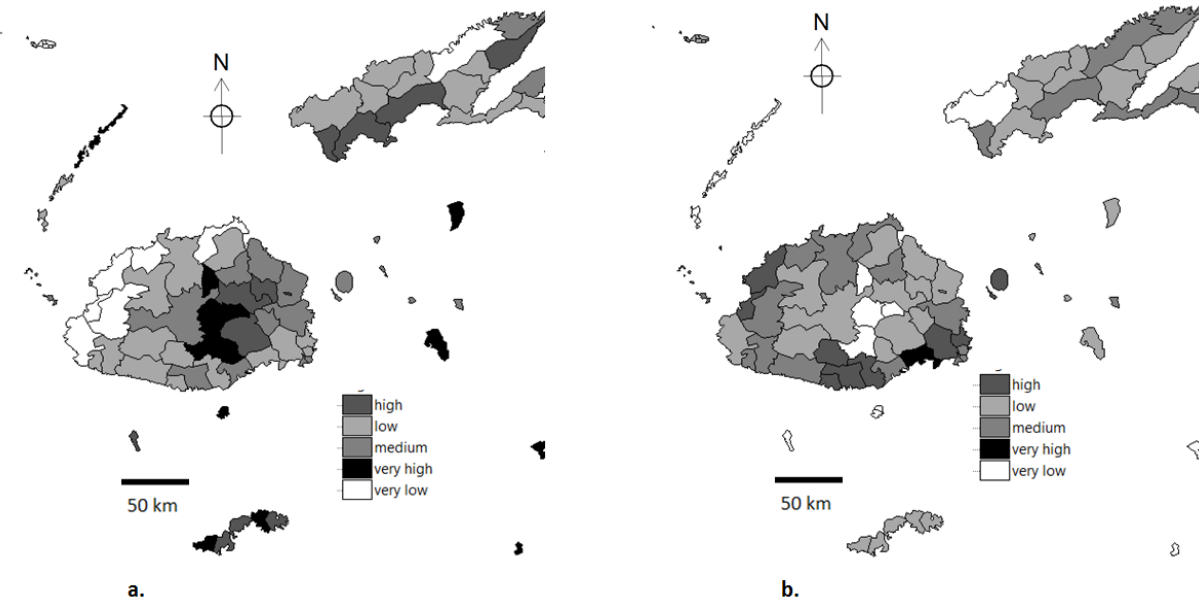 N
high
low
medium
very high
very low
50 km
a.
N
high
low
medium
very high
very low
50 km
b.